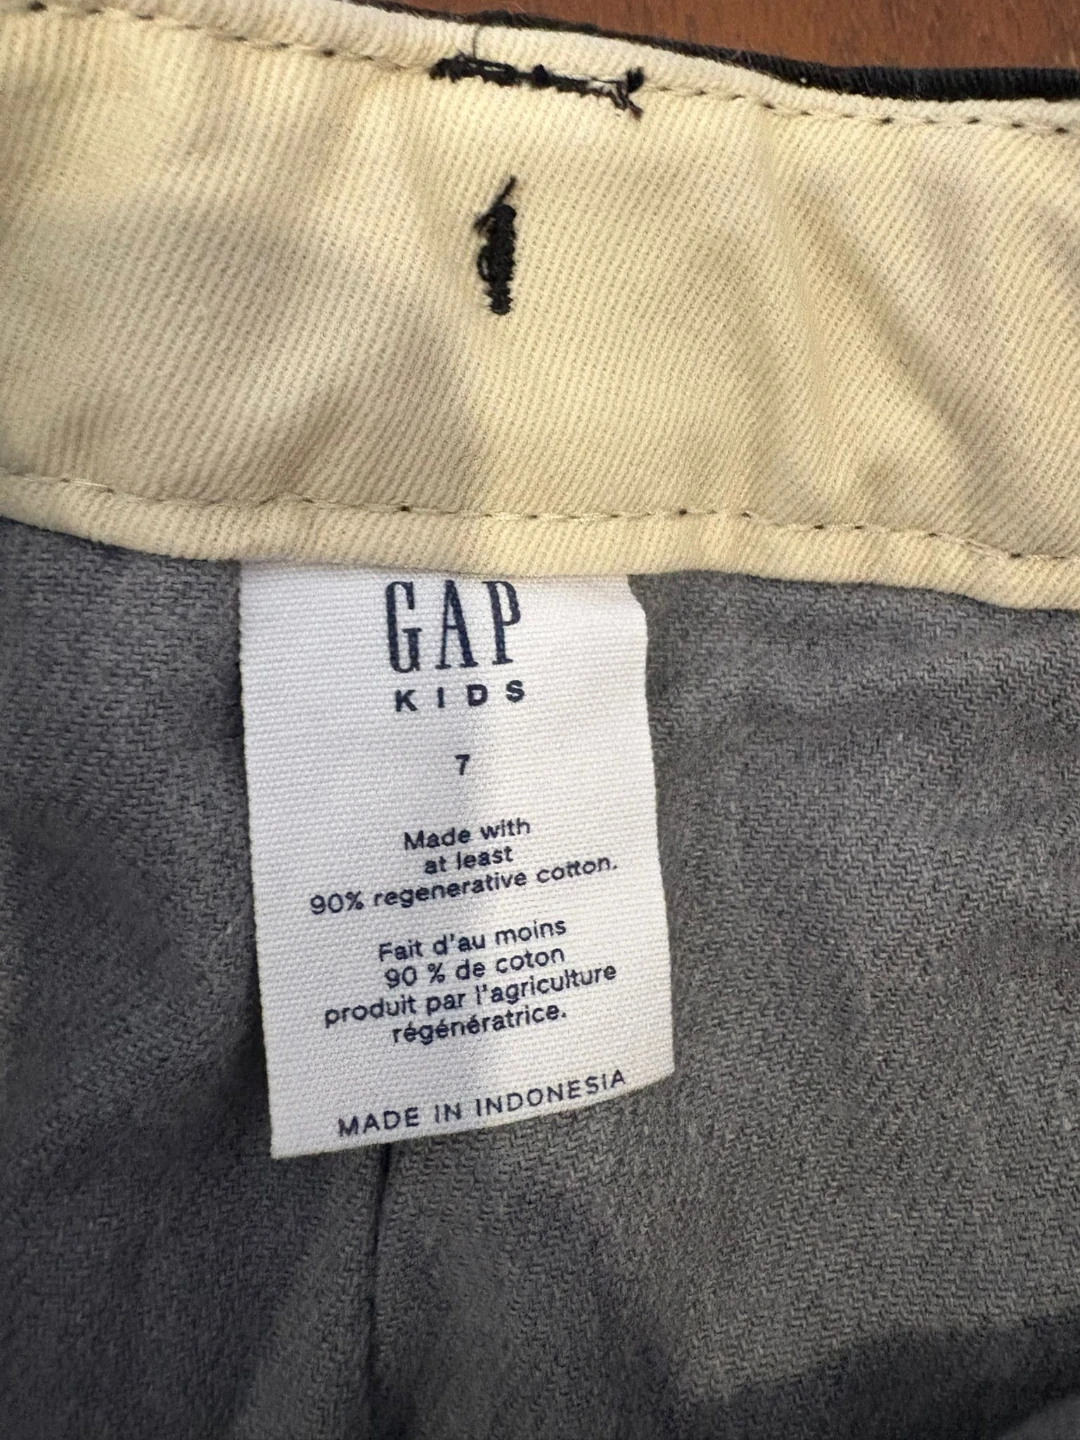 GAP
KIDS
7
Made with
at least
90% regenerative cotton.
Fait d'au moins
90 % de coton
produit par l'agriculture
régénératrice.
MADE IN INDONESIA